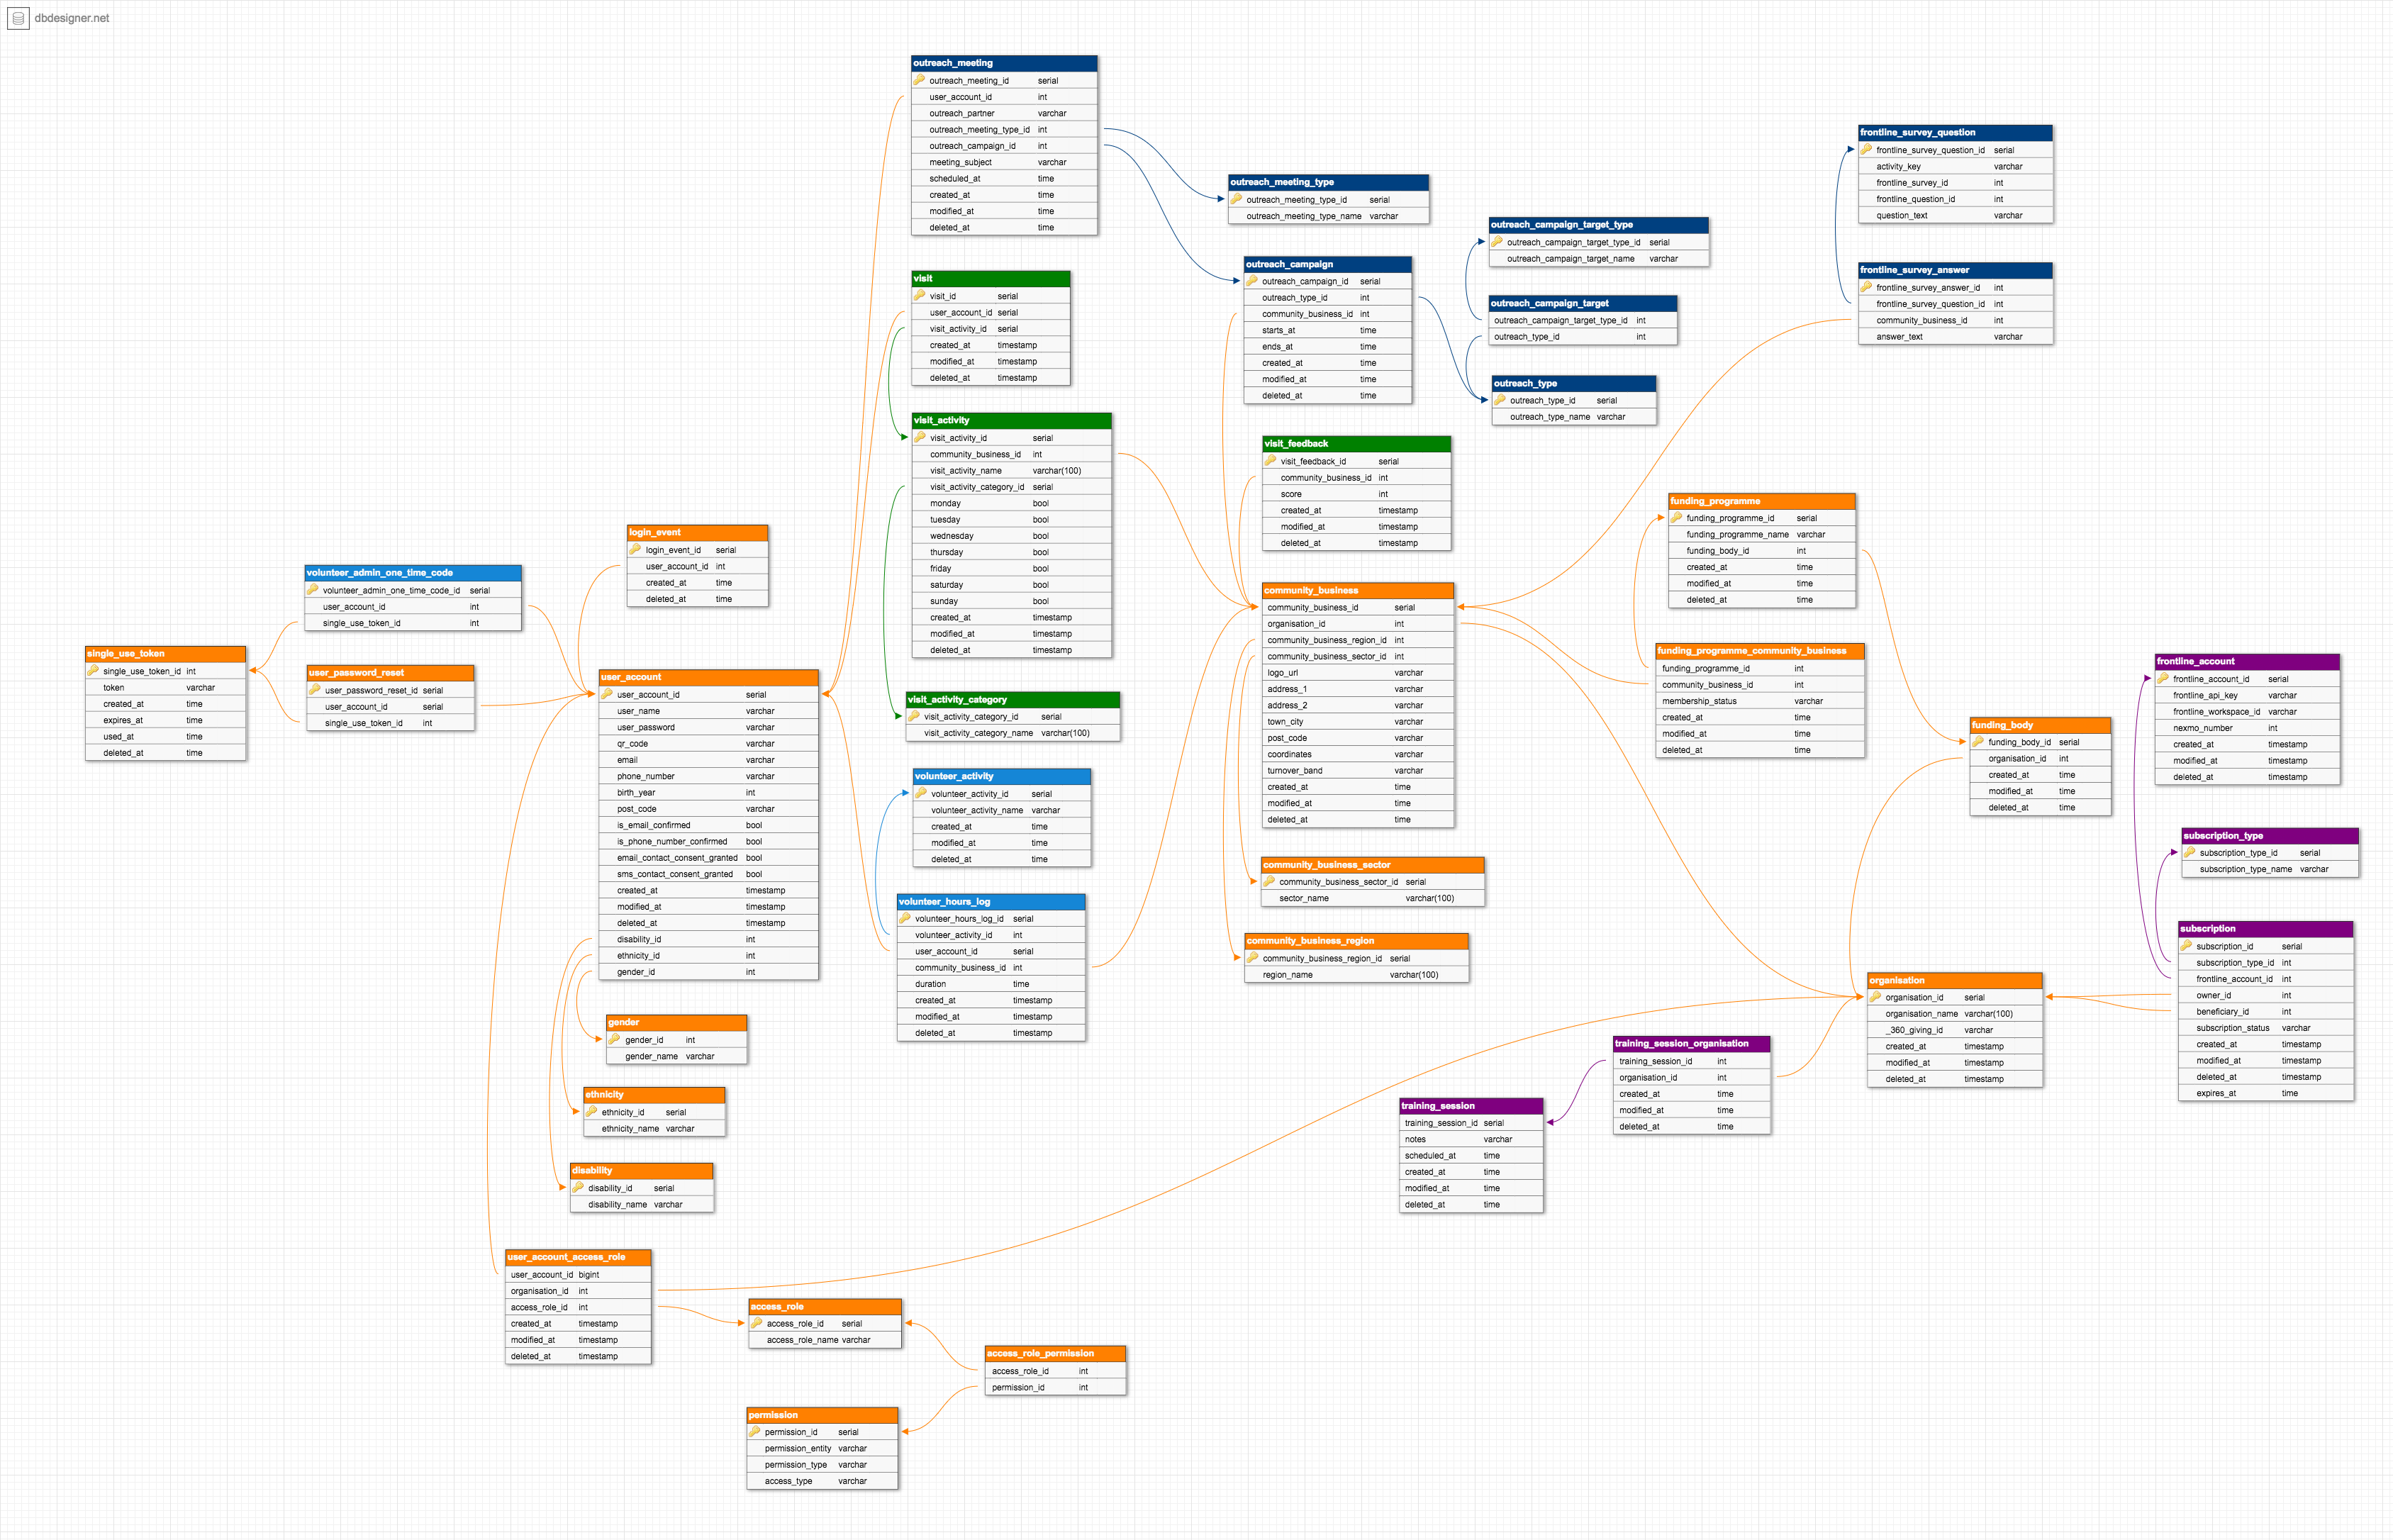 dbdesigner.net
outreach_meeting
outreach_meeting_id serial
user_account_id int
outreach_partner varchar
outreach_meeting_type_id int
outreach_campaign_id int
meeting_subject varchar
scheduled_at time
created_at time
modified_at time
deleted_at time
frontline_survey_question
frontline_survey_question_id serial
activity_key varchar
frontline_survey_id int
frontline_question_id int
question_text varchar
outreach_meeting_type
outreach_meeting_type_id serial
outreach_meeting_type_name varchar
outreach_campaign_target_type
outreach_campaign_target_type_id serial
outreach_campaign_target_name varchar
outreach_campaign
outreach_campaign_id serial
outreach_type_id int
community_business_id int
starts_at time
ends_at time
created_at time
modified_at time
deleted_at time
frontline_survey_answer
frontline_survey_answer_id int
frontline_survey_question_id int
community_business_id int
answer_text varchar
visit
visit_id serial
user_account_id serial
visit_activity_id serial
created_at timestamp
modified_at timestamp
deleted_at timestamp
outreach_campaign_target
outreach_campaign_target_type_id int
outreach_type_id int
outreach_type
outreach_type_id serial
outreach_type_name varchar
visit_activity
visit_activity_id serial
community_business_id int
visit_activity_name varchar(100)
visit_activity_category_id serial
monday bool
tuesday bool
wednesday bool
thursday bool
friday bool
saturday bool
sunday bool
created_at timestamp
modified_at timestamp
deleted_at timestamp
visit_feedback
visit_feedback_id serial
community_business_id int
score int
created_at timestamp
modified_at timestamp
deleted_at timestamp
funding_programme
funding_programme_id serial
funding_programme_name varchar
funding_body_id int
created_at time
modified_at time
deleted_at time
login_event
login_event_id serial
user_account_id int
created_at time
deleted_at time
volunteer_admin_one_time_code
volunteer_admin_one_time_code_id serial
user_account_id int
single_use_token_id int
community_business
community_business_id serial
organisation_id int
community_business_region_id int
community_business_sector_id int
logo_url varchar
address_1 varchar
address_2 varchar
town_city varchar
post_code varchar
coordinates varchar
turnover_band varchar
created_at time
modified_at time
deleted_at time
single_use_token
single_use_token_id int
token varchar
created_at time
expires_at time
used_at time
deleted_at time
user_password_reset
user_password_reset_id serial
user_account_id serial
single_use_token_id int
user_account
user_account_id serial
user_name varchar
user_password varchar
qr_code varchar
email varchar
phone_number varchar
birth_year int
post_code varchar
is_email_confirmed bool
is_phone_number_confirmed bool
email_contact_consent_granted bool
sms_contact_consent_granted bool
created_at timestamp
modified_at timestamp
deleted_at timestamp
disability_id int
ethnicity_id int
gender_id int
funding_programme_community_business
funding_programme_id int
community_business_id int
membership_status varchar
created_at time
modified_at time
deleted_at time
frontline_account
frontline_account_id serial
frontline_api_key varchar
frontline_workspace_id varchar
nexmo_number int
created_at timestamp
modified_at timestamp
deleted_at timestamp
visit_activity_category
visit_activity_category_id serial
visit_activity_category_name varchar(100)
funding_body
funding_body_id serial
organisation_id int
created_at time
modified_at time
deleted_at time
volunteer_activity
volunteer_activity_id serial
volunteer_activity_name varchar
created_at time
modified_at time
deleted_at time
subscription_type
subscription_type_id serial
subscription_type_name varchar
community_business_sector
community_business_sector_id serial
sector_name varchar(100)
volunteer_hours_log
volunteer_hours_log_id serial
volunteer_activity_id int
user_account_id serial
community_business_id int
duration time
created_at timestamp
modified_at timestamp
deleted_at timestamp
subscription
subscription_id serial
subscription_type_id int
frontline_account_id int
owner_id int
beneficiary_id int
subscription_status varchar
created_at timestamp
modified_at timestamp
deleted_at timestamp
expires_at time
community_business_region
community_business_region_id serial
region_name varchar(100)
organisation
organisation_id serial
organisation_name varchar(100)
_360_giving_id varchar
created_at timestamp
modified_at timestamp
deleted_at timestamp
gender
gender_id int
gender_name varchar
training_session_organisation
training_session_id int
organisation_id int
created_at time
modified_at time
deleted_at time
ethnicity
ethnicity_id serial
ethnicity_name varchar
training_session
training_session_id serial
notes varchar
scheduled_at time
created_at time
modified_at time
deleted_at time
disability
disability_id serial
disability_name varchar
user_account_access_role
user_account_id bigint
organisation_id int
access_role_id int
created_at timestamp
modified_at timestamp
deleted_at timestamp
access_role
access_role_id serial
access_role_name varchar
access_role_permission
access_role_id int
permission_id int
permission
permission_id serial
permission_entity varchar
permission_type varchar
access_type varchar